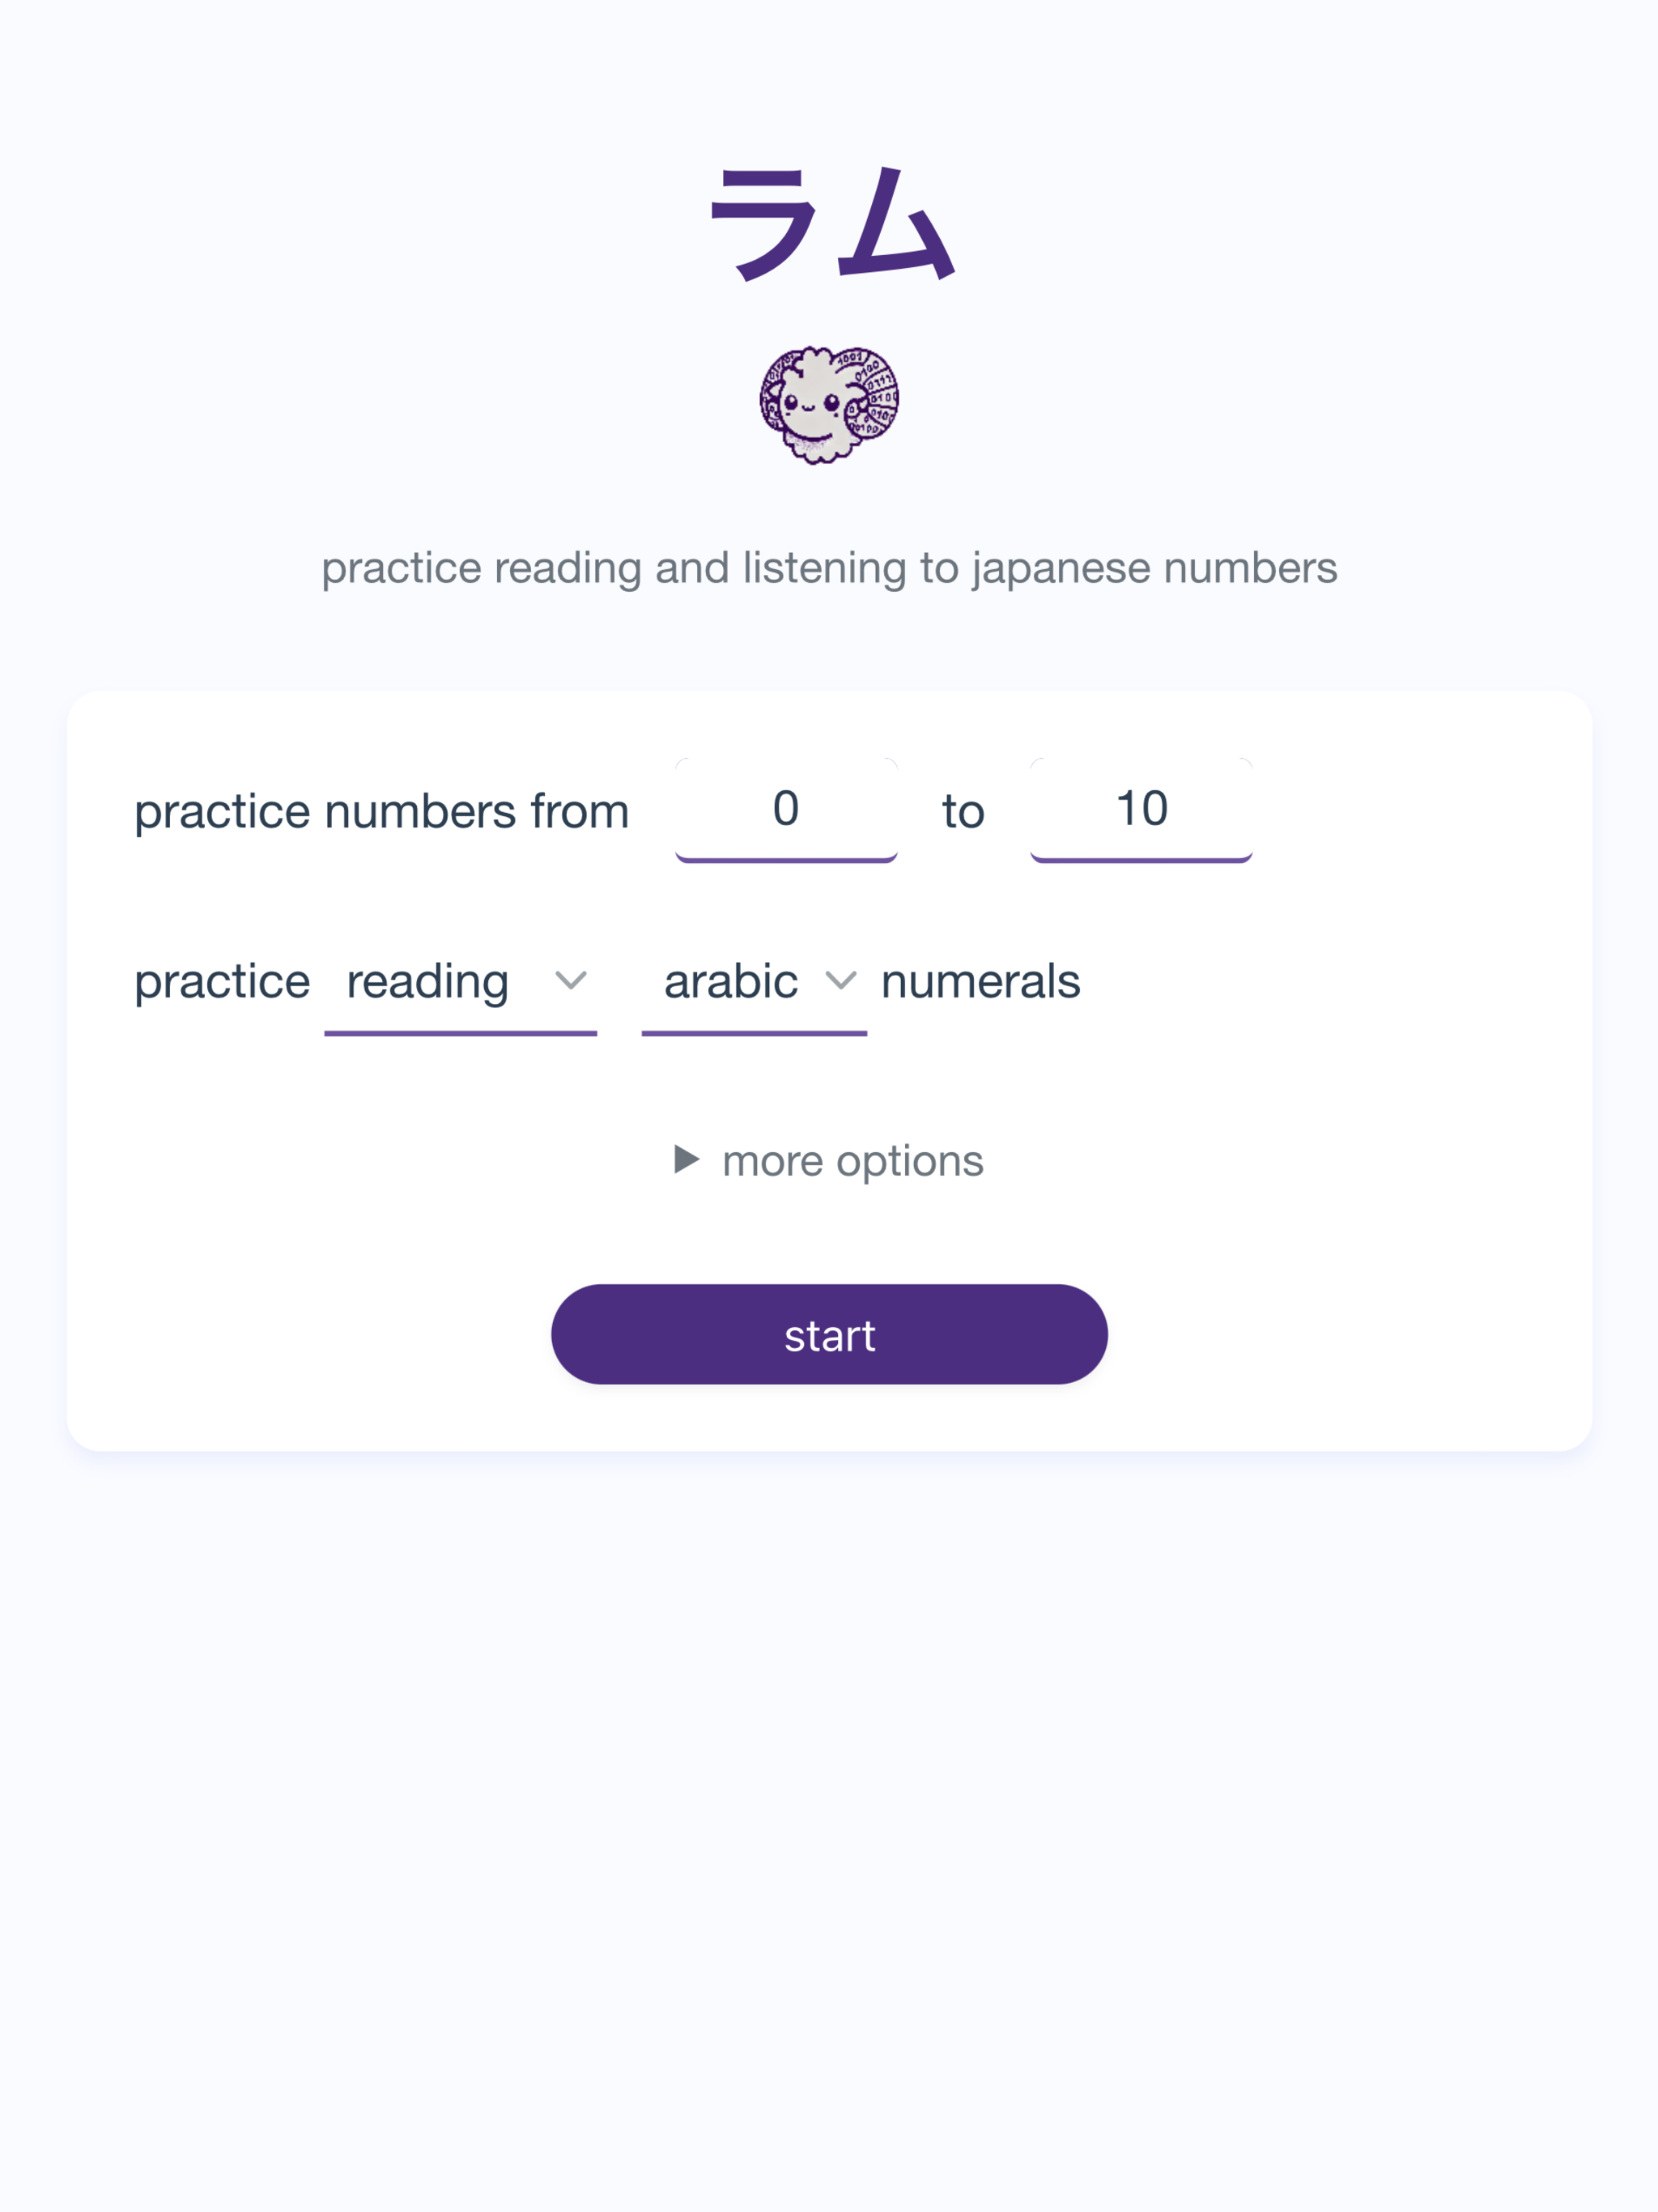 ラム
practice reading and listening to japanese numbers
practice numbers from 0 to 10
practice reading arabic numerals
more options
start